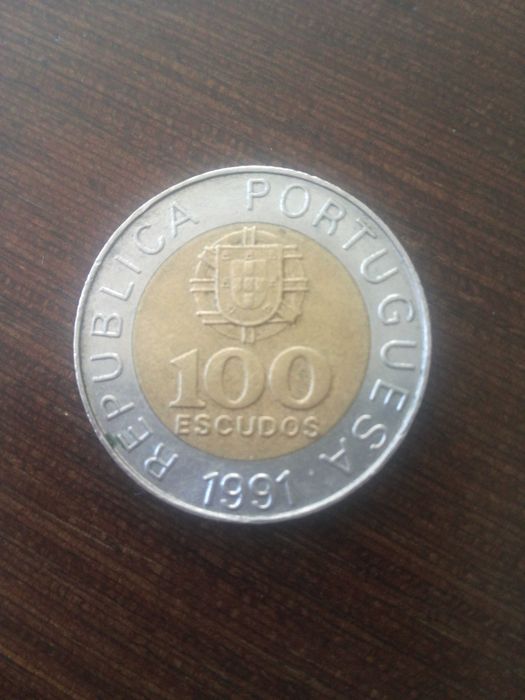 REPUBLICA PORTUGUESA
100
ESCUDOS
1991